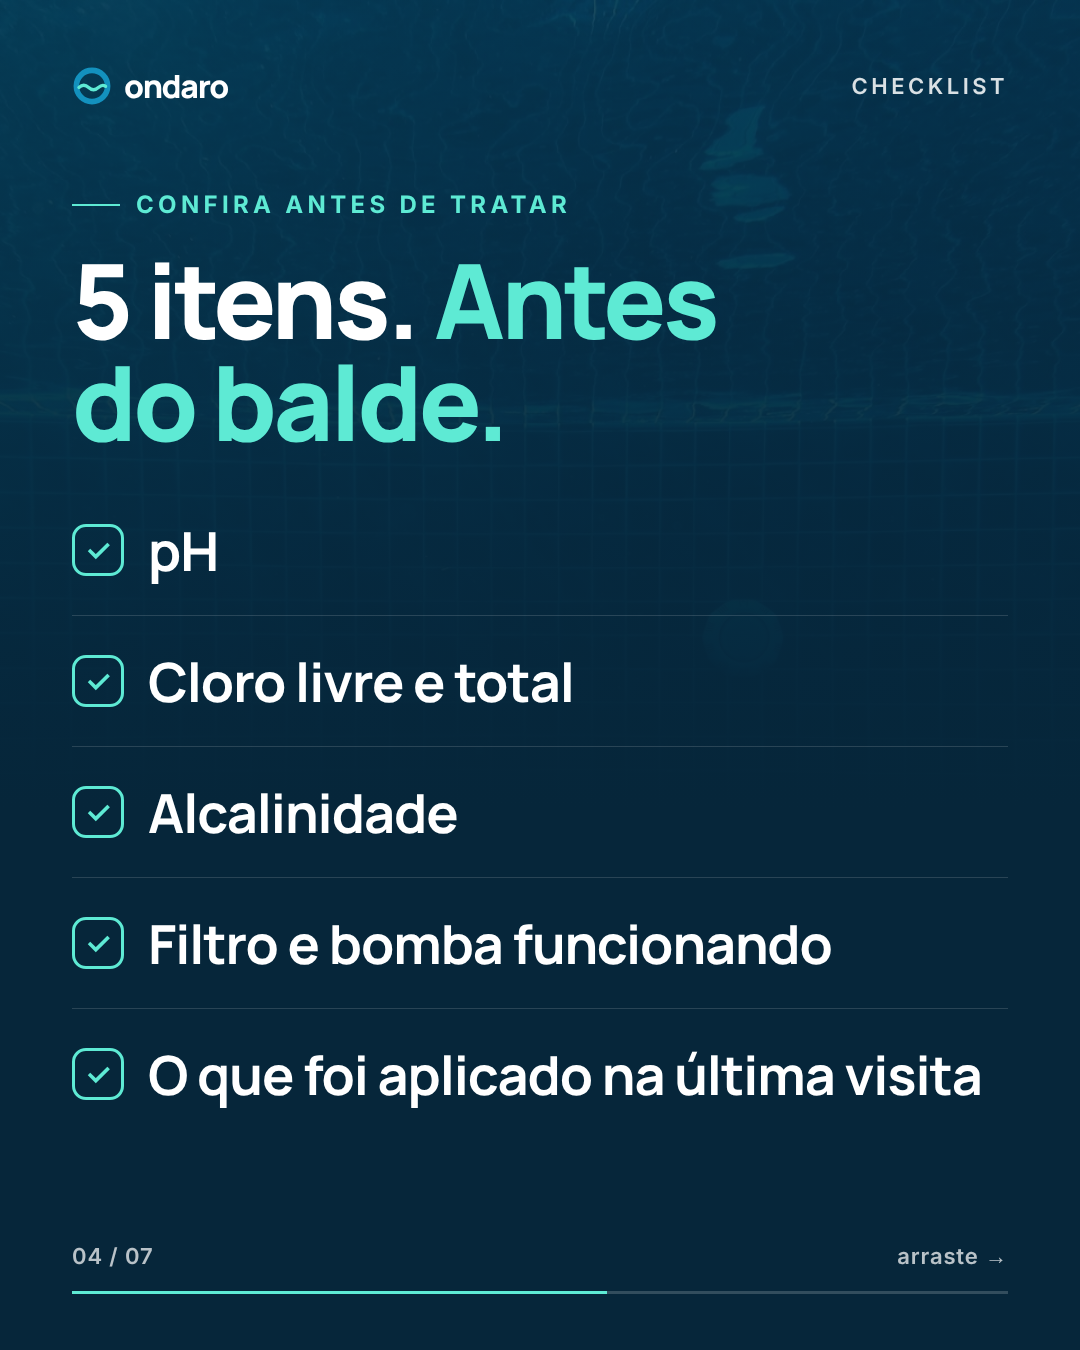 ondaro
CHECKLIST
CONFIRA ANTES DE TRATAR
5 itens. Antes
do balde.
pH
Cloro livre e total
Alcalinidade
Filtro e bomba funcionando
O que foi aplicado na última visita
04 / 07
arraste →